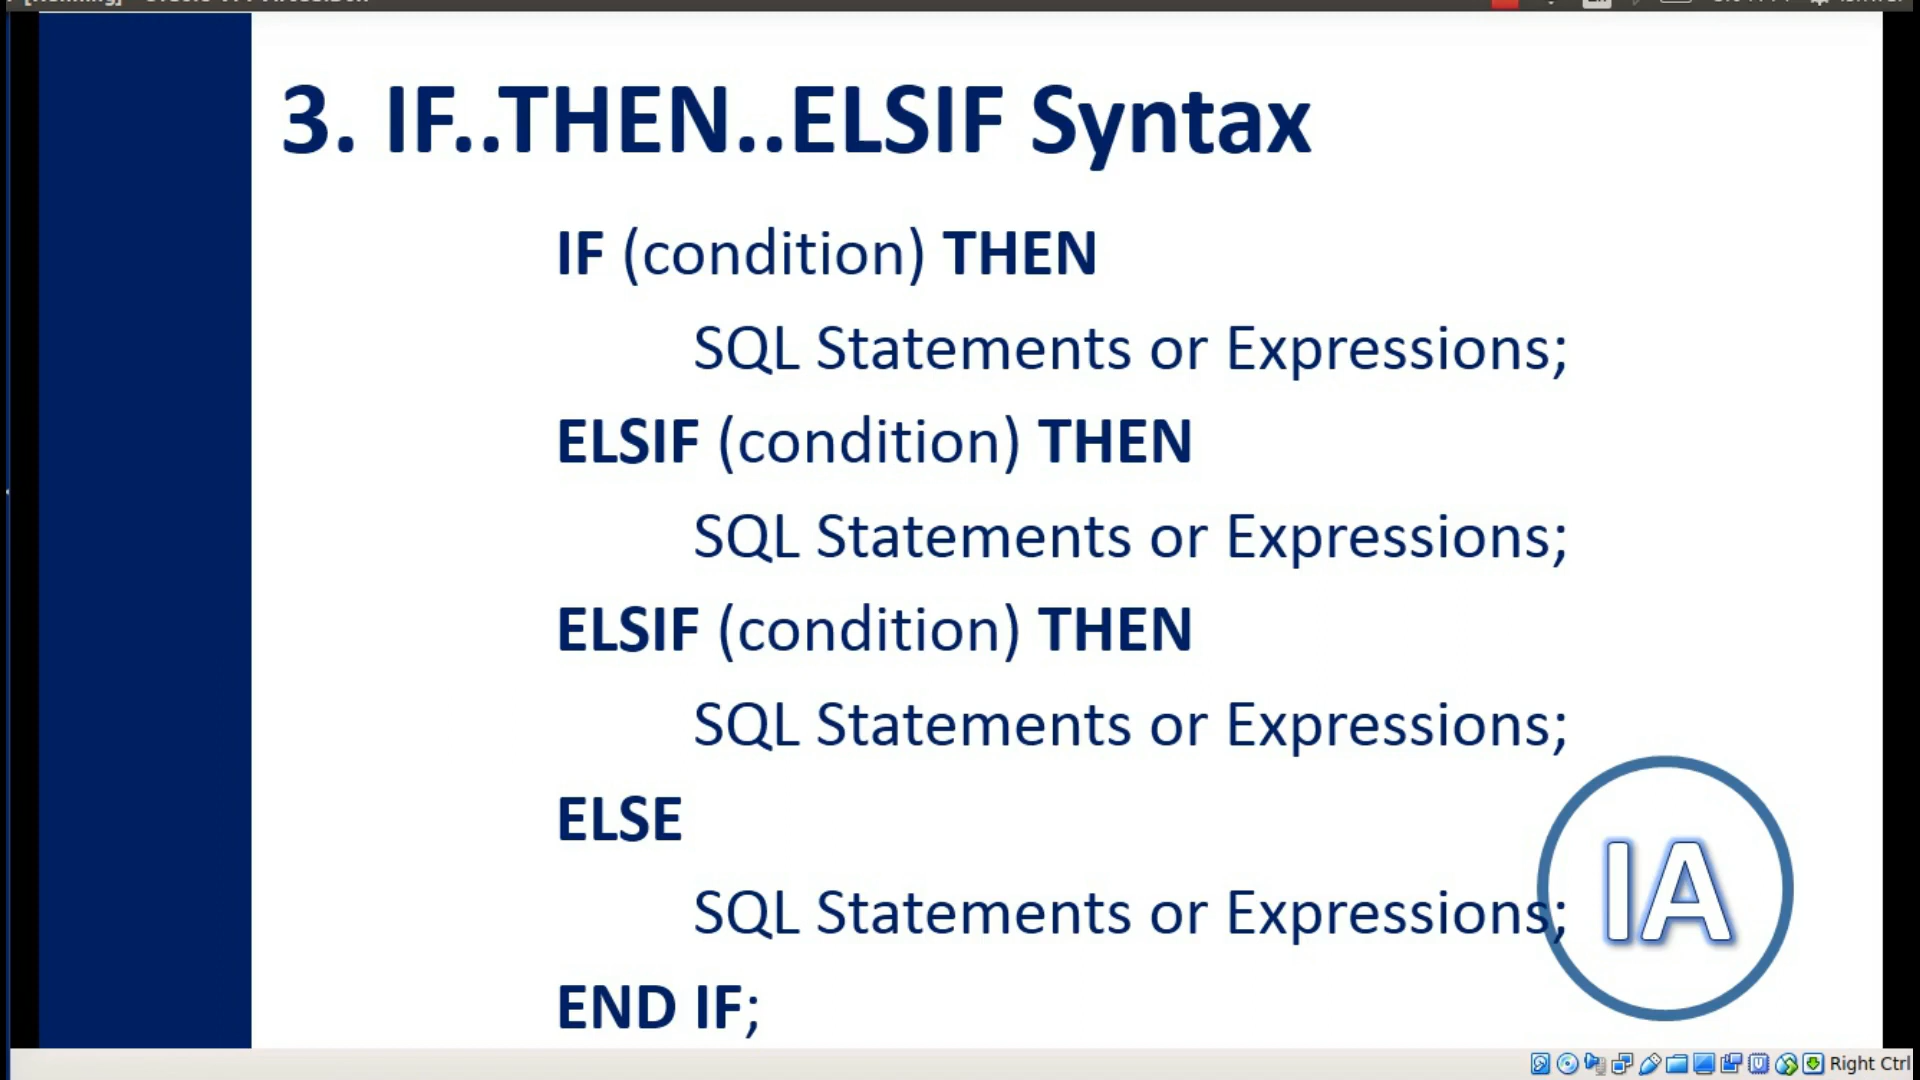 3. IF..THEN..ELSIF Syntax
IF (condition) THEN
SQL Statements or Expressions;
ELSIF (condition) THEN
SQL Statements or Expressions;
ELSIF (condition) THEN
SQL Statements or Expressions;
ELSE
SQL Statements or Expressions;
IA
END IF;
Right Ctrl